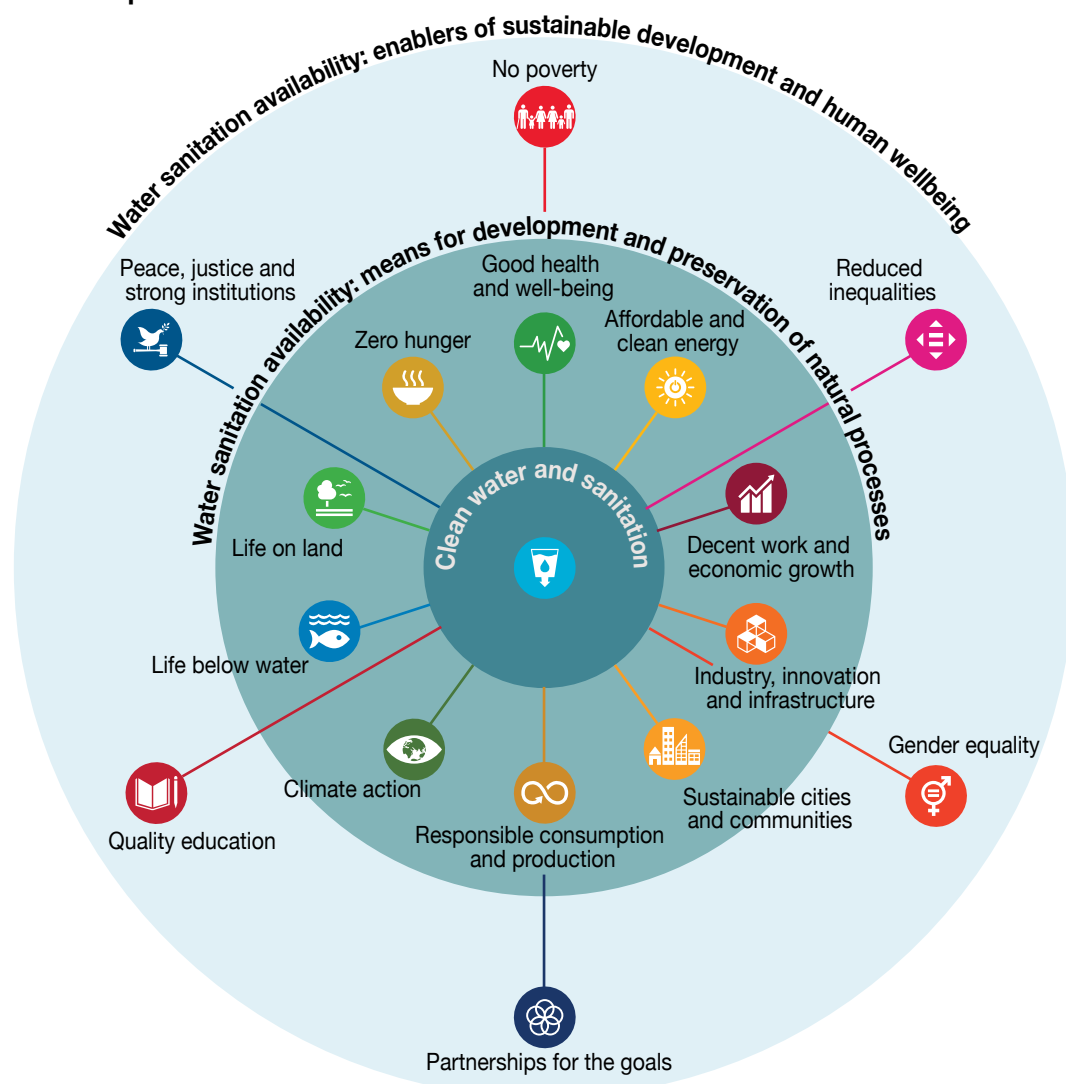 Water sanitation availability: enablers of sustainable development and human wellbeing
No poverty
Water sanitation availability: means for development and preservation of natural processes
Peace, justice and
strong institutions
Good health
and well-being
Reduced
inequalities
Zero hunger
Affordable and
clean energy
Clean water and sanitation
Life on land
Decent work and
economic growth
Life below water
Industry, innovation
and infrastructure
Gender equality
Climate action
Sustainable cities
and communities
Quality education
Responsible consumption
and production
Partnerships for the goals